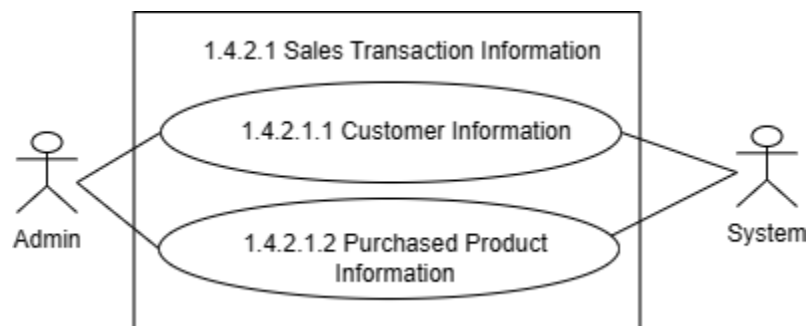 1.4.2.1 Sales Transaction Information
1.4.2.1.1 Customer Information
Admin
System
1.4.2.1.2 Purchased Product
Information